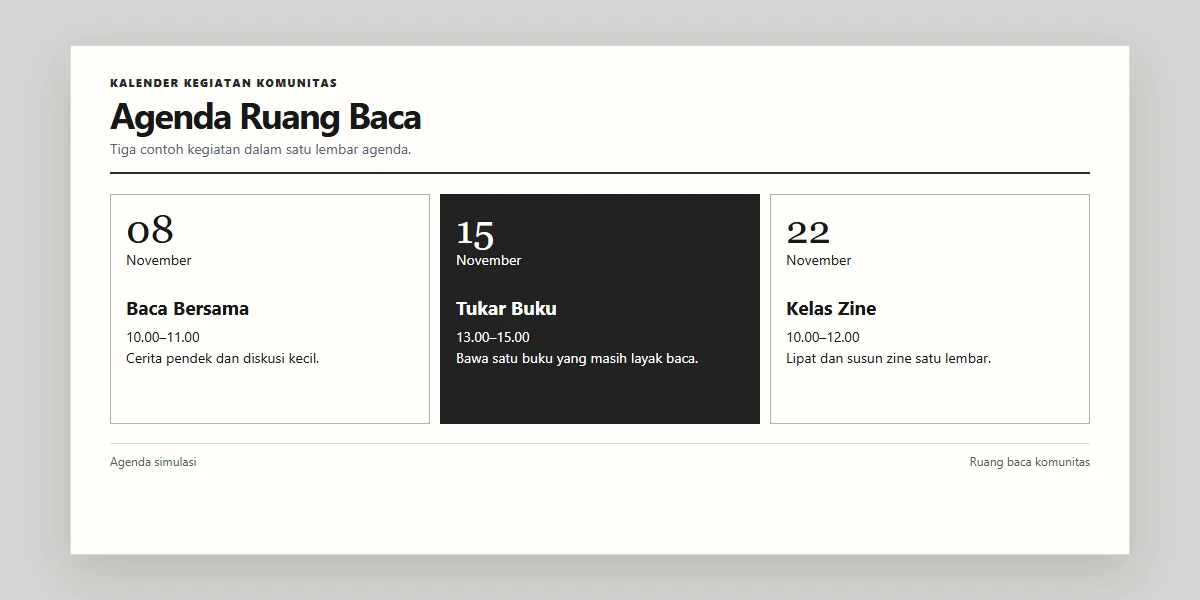 KALENDER KEGIATAN KOMUNITAS
Agenda Ruang Baca
Tiga contoh kegiatan dalam satu lembar agenda.
08
November
Baca Bersama
10.00–11.00
Cerita pendek dan diskusi kecil.
15
November
Tukar Buku
13.00–15.00
Bawa satu buku yang masih layak baca.
22
November
Kelas Zine
10.00–12.00
Lipat dan susun zine satu lembar.
Agenda simulasi
Ruang baca komunitas